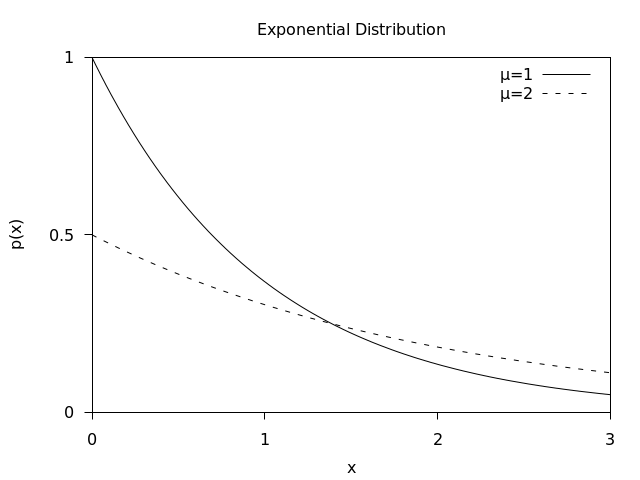 Exponential Distribution
1
μ=1
μ=2
p(x)
0.5
0
0
1
2
3
x